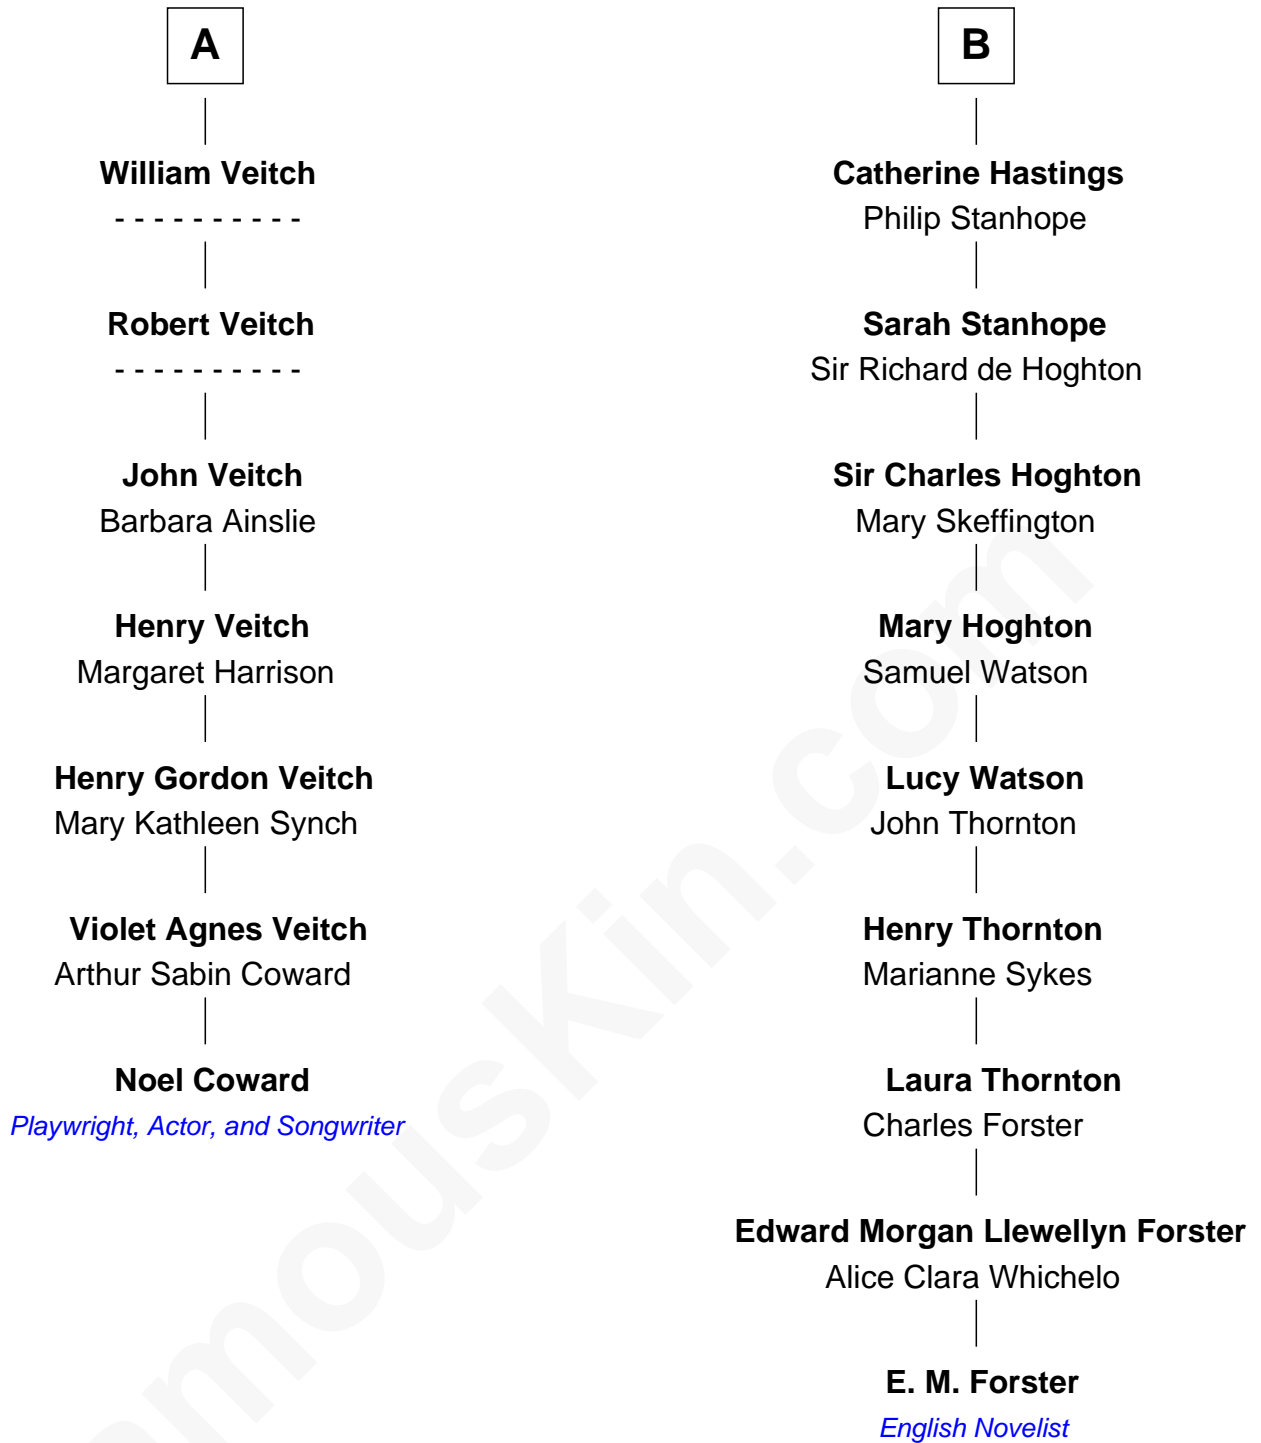 A
William Veitch
- - - - - - - - - -
Robert Veitch
- - - - - - - - - -
John Veitch
Barbara Ainslie
Henry Veitch
Margaret Harrison
Henry Gordon Veitch
Mary Kathleen Synch
Violet Agnes Veitch
Arthur Sabin Coward
Noel Coward
Playwright, Actor, and Songwriter
B
Catherine Hastings
Philip Stanhope
Sarah Stanhope
Sir Richard de Hoghton
Sir Charles Hoghton
Mary Skeffington
Mary Hoghton
Samuel Watson
Lucy Watson
John Thornton
Henry Thornton
Marianne Sykes
Laura Thornton
Charles Forster
Edward Morgan Llewellyn Forster
Alice Clara Whichelo
E. M. Forster
English Novelist
amouskin.com